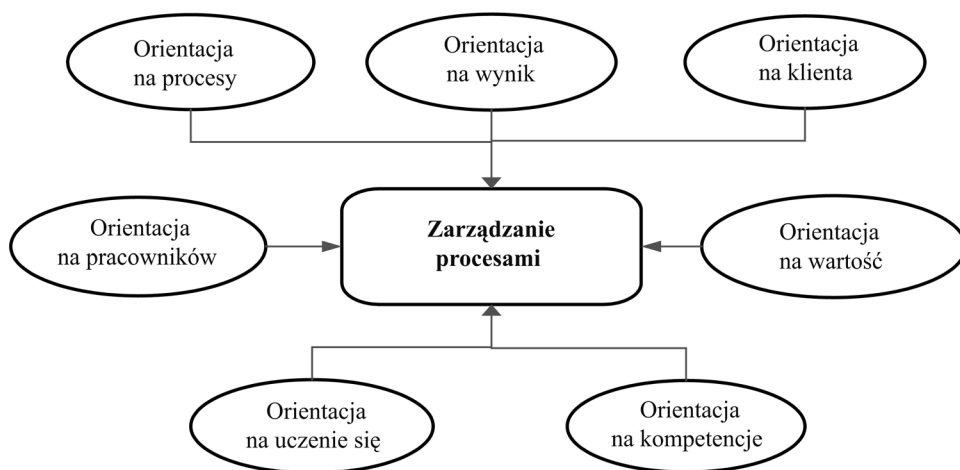 Orientacja
na procesy
Orientacja
na wynik
Orientacja
na klienta
Orientacja
na pracowników
Zarządzanie
procesami
Orientacja
na wartość
Orientacja
na uczenie się
Orientacja
na kompetencje